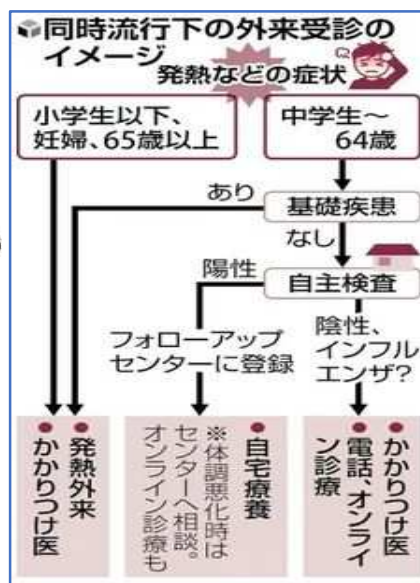 同時流行下の外来受診の
イメージ
発熱などの症状
小学生以下、
妊婦、65歳以上
中学生～
64歳
あり
基礎疾患
なし
陽性
自主検査
フォローアップ
センターに登録
陰性、
インフル
エンザ?
●発熱外来
●かかりつけ医
●自宅療養
※体調悪化時は
センターへ相談。
オンライン診療も
●かかりつけ医
●電話、オンライ
ン診療